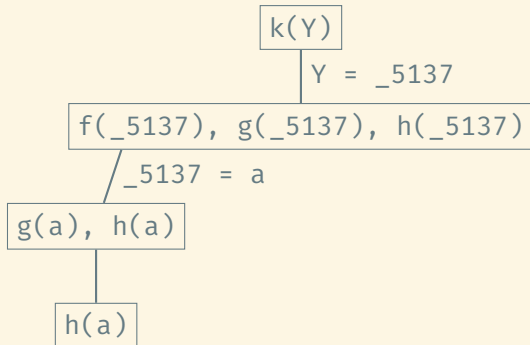 k(Y)
Y = _5137
f(_5137), g(_5137), h(_5137)
_5137 = a
g(a), h(a)
h(a)